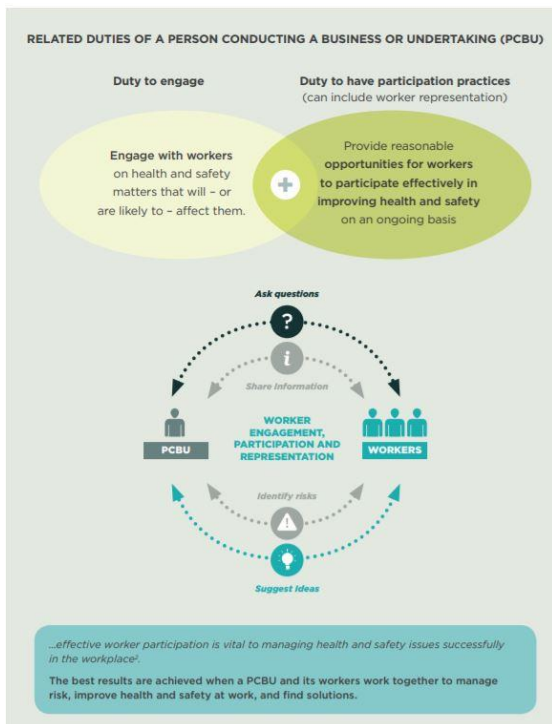 RELATED DUTIES OF A PERSON CONDUCTING A BUSINESS OR UNDERTAKING (PCBU)
Duty to engage
Duty to have participation practices
(can include worker representation)
Engage with workers
on health and safety
matters that will – or
are likely to – affect them.
+
Provide reasonable
opportunities for workers
to participate effectively in
improving health and safety
on an ongoing basis
Ask questions
?
i
Share Information
PCBU
WORKER
ENGAGEMENT,
PARTICIPATION AND
REPRESENTATION
WORKERS
Identify risks
!
Suggest Ideas
...effective worker participation is vital to managing health and safety issues successfully
in the workplace².
The best results are achieved when a PCBU and its workers work together to manage
risk, improve health and safety at work, and find solutions.